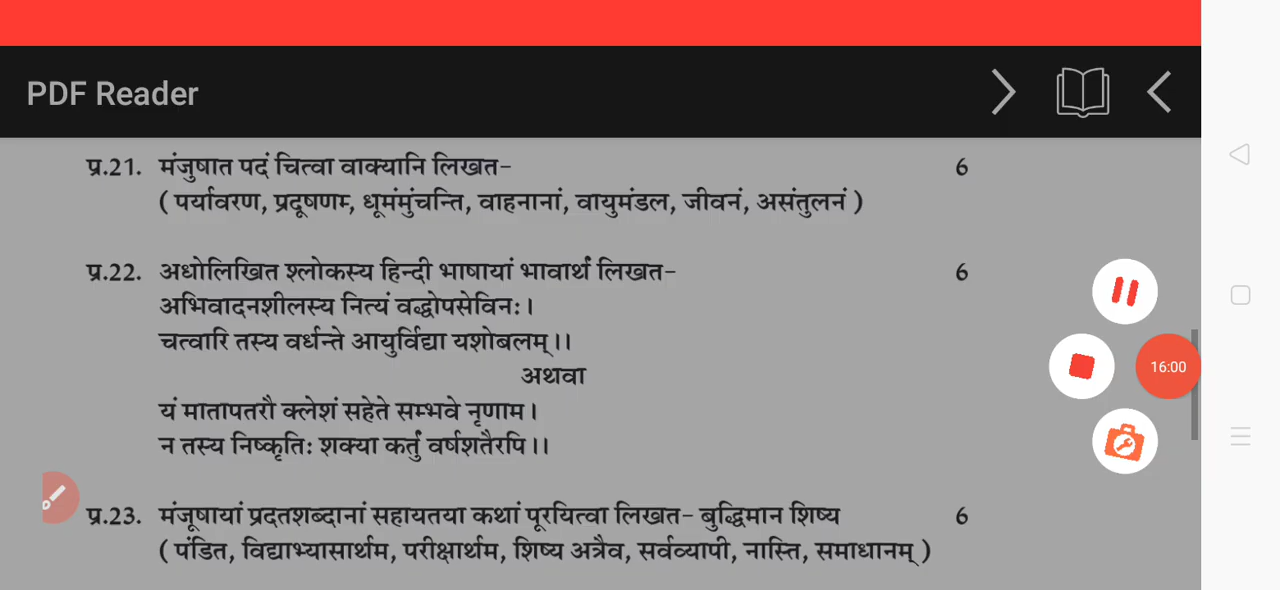 PDF Reader
प्र.21. मंजुषात पदं चित्वा वाक्यानि लिखत- 6
( पर्यावरण, प्रदूषणम्, धूमंमुंचन्ति, वाहनानां, वायुमंडल, जीवनं, असंतुलनं )
प्र.22. अधोलिखित श्लोकस्य हिन्दी भाषायां भावार्थं लिखत- 6
अभिवादनशीलस्य नित्यं वद्धोपसेविनः।
चत्वारि तस्य वर्धन्ते आयुर्विद्या यशोबलम्।।
अथवा
यं मातापतरौ क्लेशं सहेते सम्भवे नृणाम।
न तस्य निष्कृतिः शक्या कर्तुं वर्षशतैरपि।।
प्र.23. मंजूषायां प्रदतशब्दानां सहायतया कथां पूरयित्वा लिखत- बुद्धिमान शिष्य 6
( पंडित, विद्याभ्यासार्थम, परीक्षार्थम, शिष्य अत्रैव, सर्वव्यापी, नास्ति, समाधानम् )
16:00